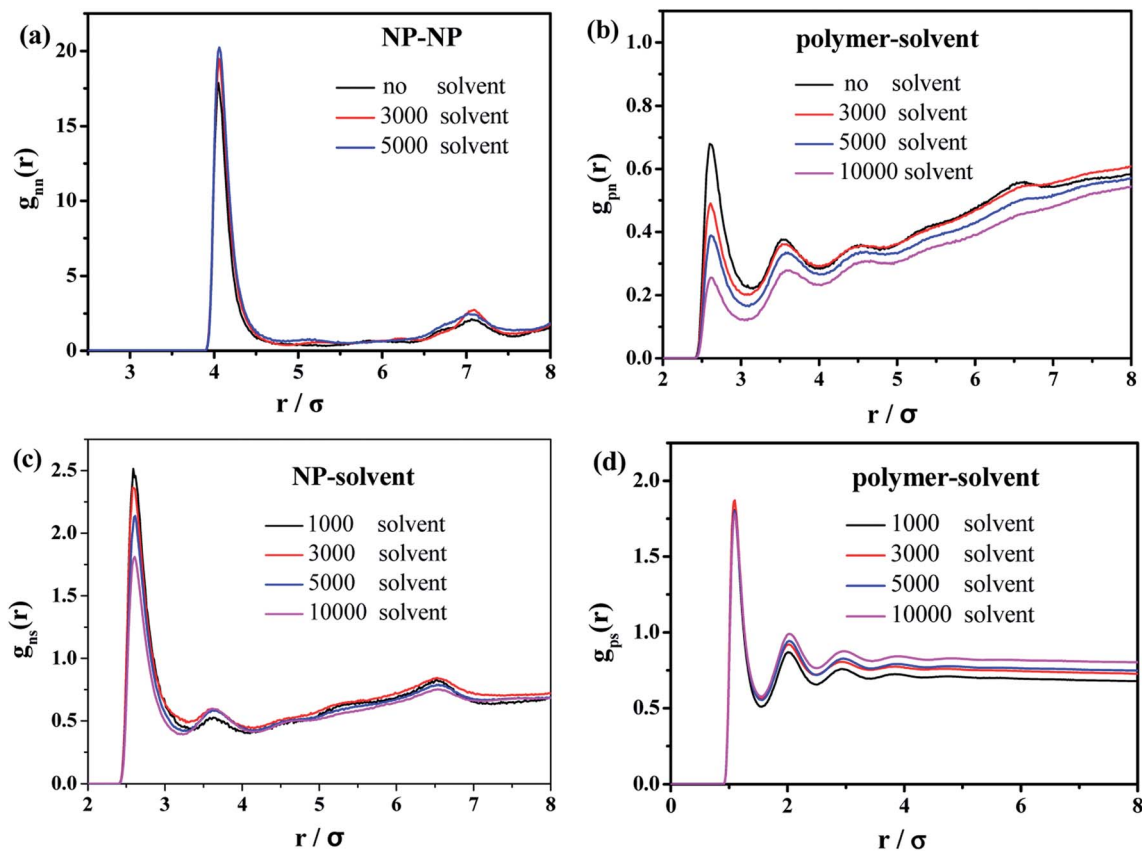 (a)
NP-NP
no solvent
3000 solvent
5000 solvent
g_nn(r)
20
15
10
5
0
3 4 5 6 7 8
r / σ
(b)
polymer-solvent
no solvent
3000 solvent
5000 solvent
10000 solvent
g_pn(r)
1.0
0.8
0.6
0.4
0.2
0.0
2 3 4 5 6 7 8
r / σ
(c)
NP-solvent
1000 solvent
3000 solvent
5000 solvent
10000 solvent
g_ns(r)
2.5
2.0
1.5
1.0
0.5
0.0
2 3 4 5 6 7 8
r / σ
(d)
polymer-solvent
1000 solvent
3000 solvent
5000 solvent
10000 solvent
g_ps(r)
2.0
1.5
1.0
0.5
0.0
0 2 4 6 8
r / σ